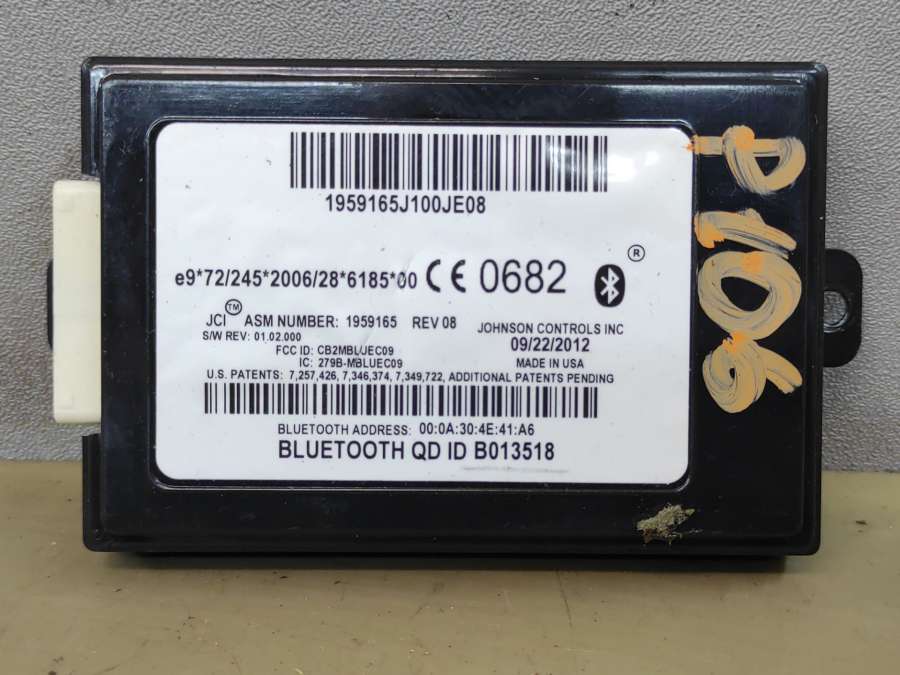 1959165J100JE08
e9*72/245*2006/28*6185*00 CE 0682 ®
JCI™ ASM NUMBER: 1959165 REV 08 JOHNSON CONTROLS INC
S/W REV: 01.02.000 09/22/2012
FCC ID: CB2MBLUEC09 MADE IN USA
IC: 279B-MBLUEC09
U.S. PATENTS: 7,257,426, 7,346,374, 7,349,722, ADDITIONAL PATENTS PENDING
BLUETOOTH ADDRESS: 00:0A:30:4E:41:A6
BLUETOOTH QD ID B013518
P106